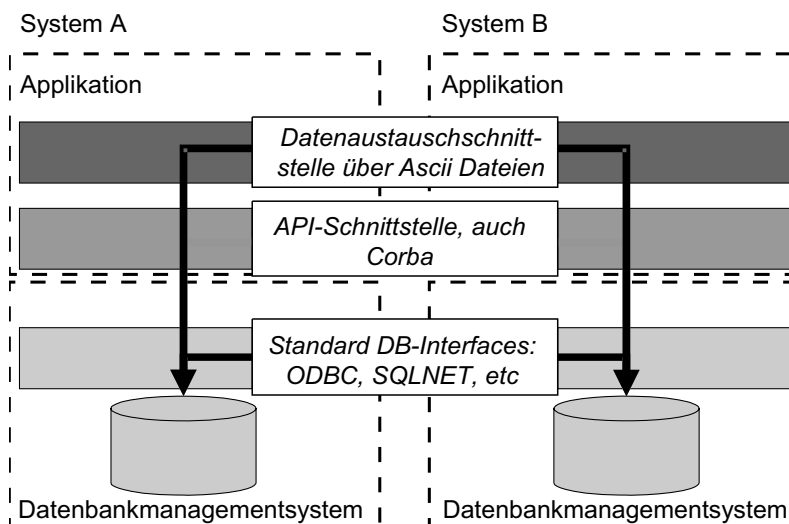 System A
System B
Applikation
Applikation
Datenaustauschschnitt-
stelle über Ascii Dateien
API-Schnittstelle, auch
Corba
Standard DB-Interfaces:
ODBC, SQLNET, etc
Datenbankmanagementsystem
Datenbankmanagementsystem